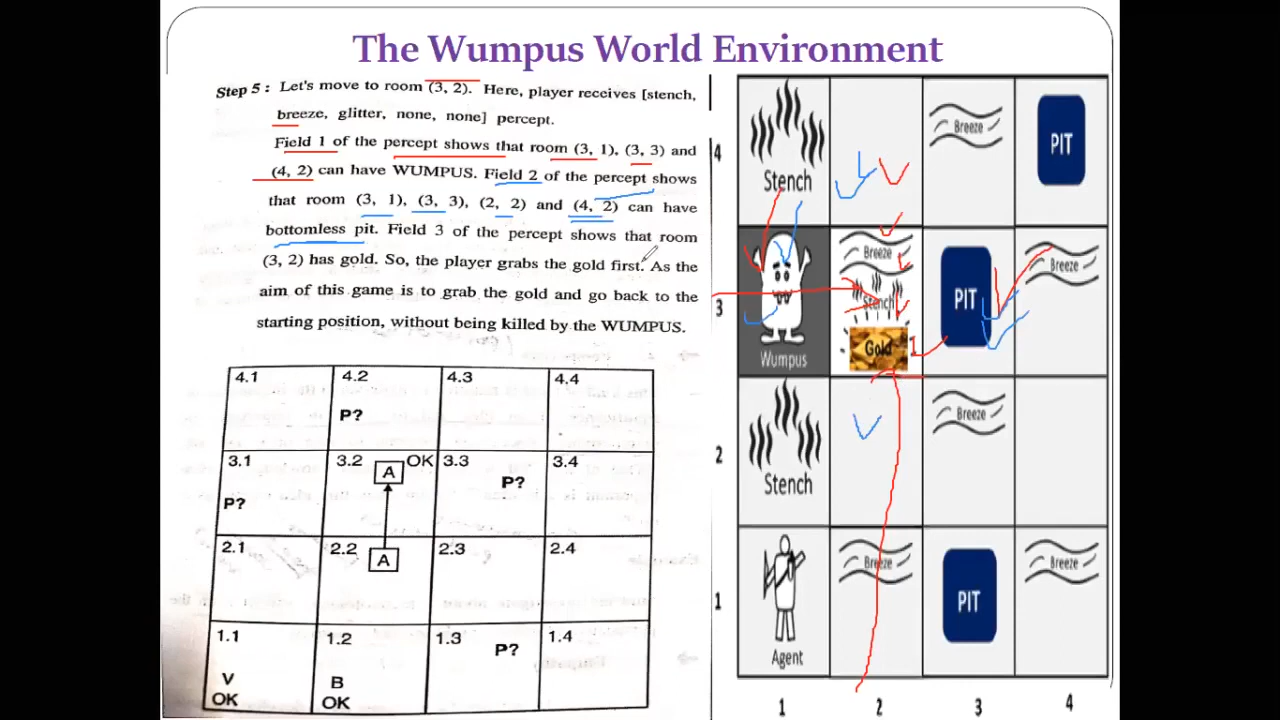 The Wumpus World Environment
Step 5 : Let's move to room (3, 2). Here, player receives [stench,
breeze, glitter, none, none] percept.
Field 1 of the percept shows that room (3, 1), (3, 3) and
(4, 2) can have WUMPUS. Field 2 of the percept shows
that room (3, 1), (3, 3), (2, 2) and (4, 2) can have
bottomless pit. Field 3 of the percept shows that room
(3, 2) has gold. So, the player grabs the gold first. As the
aim of this game is to grab the gold and go back to the
starting position, without being killed by the WUMPUS.
4.1 4.2 4.3 4.4
P?
3.1 3.2 A OK 3.3 3.4
P? P?
2.1 2.2 A 2.3 2.4
1.1 1.2 1.3 1.4
P?
V B
OK OK
4 Stench Breeze PIT
3 Wumpus Breeze Stench Gold PIT Breeze
2 Stench Breeze
1 Agent Breeze PIT Breeze
1 2 3 4